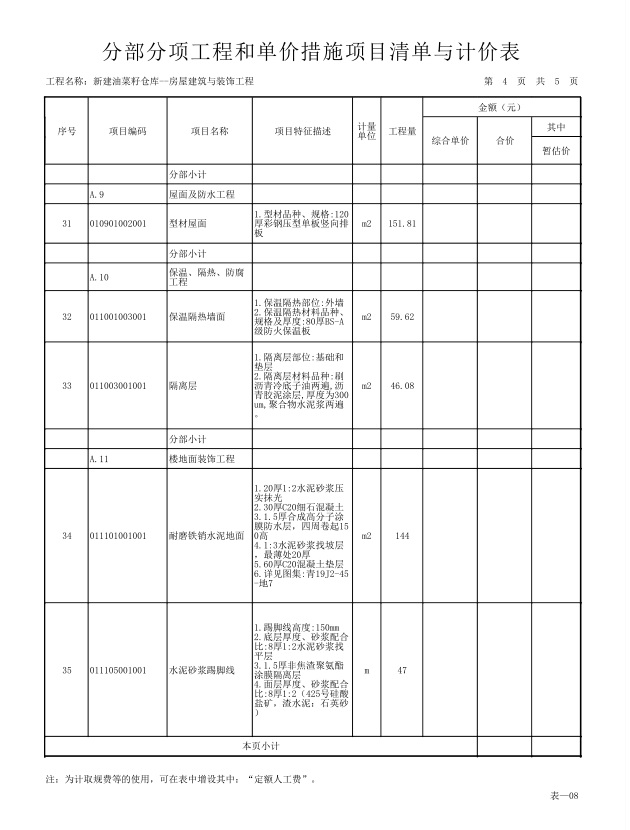 分部分项工程和单价措施项目清单与计价表
工程名称：新建油菜籽仓库--房屋建筑与装饰工程 第 4 页 共 5 页
序号 项目编码 项目名称 项目特征描述 计量单位 工程量 金额（元）
综合单价 合价 其中
暂估价
分部小计
A.9 屋面及防水工程
31 010901002001 型材屋面 1.型材品种、规格:120
厚彩钢压型单板竖向排
板 m2 151.81
分部小计
A.10 保温、隔热、防腐
工程
32 011001003001 保温隔热墙面 1.保温隔热部位:外墙
2.保温隔热材料品种、
规格及厚度:80厚BS-A
级防火保温板 m2 59.62
33 011003001001 隔离层 1.隔离层部位:基础和
垫层
2.隔离层材料品种:刷
沥青冷底子油两遍,沥
青胶泥涂层,厚度为300
um,聚合物水泥浆两遍
。 m2 46.08
分部小计
A.11 楼地面装饰工程
34 011101001001 耐磨铁销水泥地面 1.20厚1:2水泥砂浆压
实抹光
2.30厚C20细石混凝土
3.1.5厚合成高分子涂
膜防水层，四周卷起15
0高
4.1:3水泥砂浆找坡层
，最薄处20厚
5.60厚C20混凝土垫层
6.详见图集:青19J2-45
-地7 m2 144
35 011105001001 水泥砂浆踢脚线 1.踢脚线高度:150mm
2.底层厚度、砂浆配合
比:8厚1:2水泥砂浆找
平层
3.1.5厚非焦渣聚氨酯
涂膜隔离层
4.面层厚度、砂浆配合
比:8厚1:2（425号硅酸
盐矿，渣水泥；石英砂
） m 47
本页小计
注：为计取规费等的使用，可在表中增设其中：“定额人工费”。
表—08